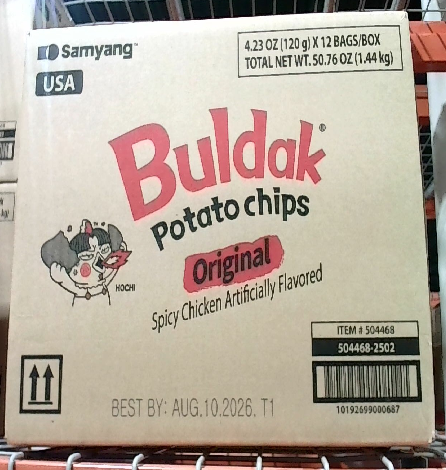 Samyang™
USA
4.23 OZ (120 g) X 12 BAGS/BOX
TOTAL NET WT. 50.76 OZ (1.44 kg)
Buldak®
Potato chips
Original
Spicy Chicken Artificially Flavored
HOCHI
ITEM # 504468
504468-2502
10192699000687
BEST BY: AUG.10.2026. T1